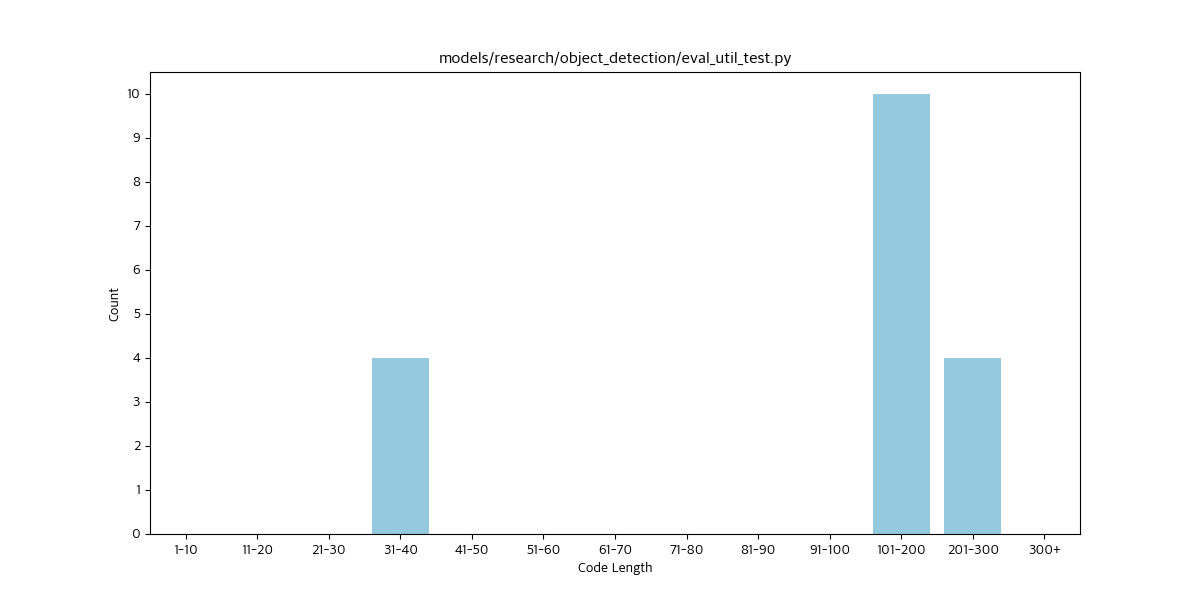 models/research/object_detection/eval_util_test.py
Count
10
9
8
7
6
5
4
3
2
1
0
1-10 11-20 21-30 31-40 41-50 51-60 61-70 71-80 81-90 91-100 101-200 201-300 300+
Code Length